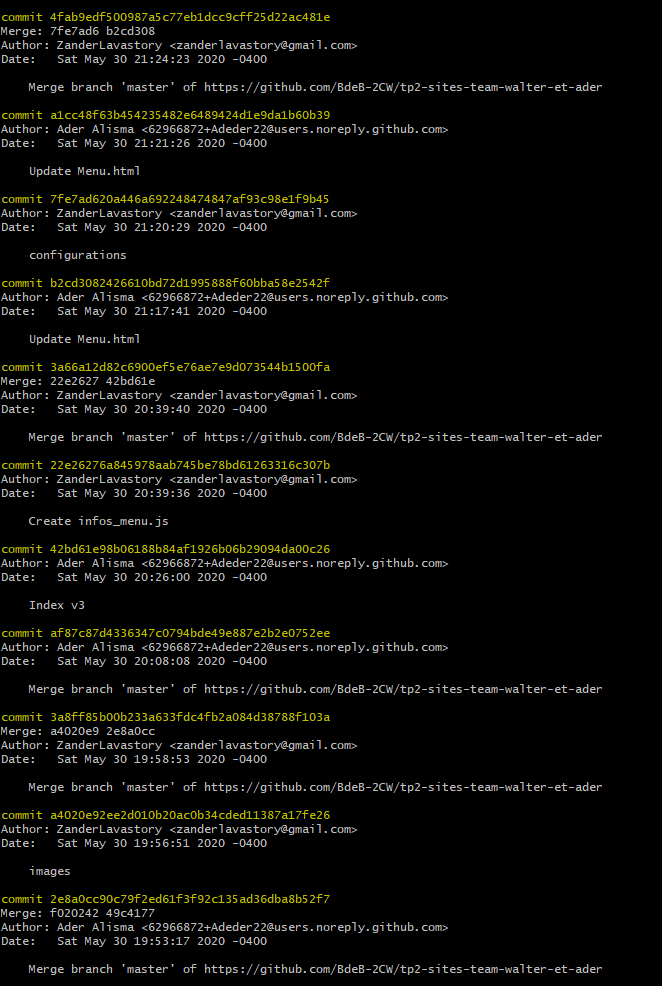 commit 4fab9edf500987a5c77eb1dcc9cff25d22ac481e
Merge: 7fe7ad6 b2cd308
Author: ZanderLavastory <zanderlavastory@gmail.com>
Date:   Sat May 30 21:24:23 2020 -0400
    Merge branch 'master' of https://github.com/BdeB-2CW/tp2-sites-team-walter-et-ader
commit a1cc48f63b454235482e6489424d1e9da1b60b39
Author: Ader Alisma <62966872+Adeder22@users.noreply.github.com>
Date:   Sat May 30 21:21:26 2020 -0400
    Update Menu.html
commit 7fe7ad620a446a692248474847af93c98e1f9b45
Author: ZanderLavastory <zanderlavastory@gmail.com>
Date:   Sat May 30 21:20:29 2020 -0400
    configurations
commit b2cd3082426610bd72d1995888f60bba58e2542f
Author: Ader Alisma <62966872+Adeder22@users.noreply.github.com>
Date:   Sat May 30 21:17:41 2020 -0400
    Update Menu.html
commit 3a66a12d82c6900ef5e76ae7e9d073544b1500fa
Merge: 22e2627 42bd61e
Author: ZanderLavastory <zanderlavastory@gmail.com>
Date:   Sat May 30 20:39:40 2020 -0400
    Merge branch 'master' of https://github.com/BdeB-2CW/tp2-sites-team-walter-et-ader
commit 22e26276a845978aab745be78bd61263316c307b
Author: ZanderLavastory <zanderlavastory@gmail.com>
Date:   Sat May 30 20:39:36 2020 -0400
    Create infos_menu.js
commit 42bd61e98b06188b84af1926b06b29094da00c26
Author: Ader Alisma <62966872+Adeder22@users.noreply.github.com>
Date:   Sat May 30 20:26:00 2020 -0400
    Index v3
commit af87c87d4336347c0794bde49e887e2b2e0752ee
Author: Ader Alisma <62966872+Adeder22@users.noreply.github.com>
Date:   Sat May 30 20:08:08 2020 -0400
    Merge branch 'master' of https://github.com/BdeB-2CW/tp2-sites-team-walter-et-ader
commit 3a8ff85b00b233a633fdc4fb2a084d38788f103a
Merge: a4020e9 2e8a0cc
Author: ZanderLavastory <zanderlavastory@gmail.com>
Date:   Sat May 30 19:58:53 2020 -0400
    Merge branch 'master' of https://github.com/BdeB-2CW/tp2-sites-team-walter-et-ader
commit a4020e92ee2d010b20ac0b34cded11387a17fe26
Author: ZanderLavastory <zanderlavastory@gmail.com>
Date:   Sat May 30 19:56:51 2020 -0400
    images
commit 2e8a0cc90c79f2ed61f3f92c135ad36dba8b52f7
Merge: f020242 49c4177
Author: Ader Alisma <62966872+Adeder22@users.noreply.github.com>
Date:   Sat May 30 19:53:17 2020 -0400
    Merge branch 'master' of https://github.com/BdeB-2CW/tp2-sites-team-walter-et-ader